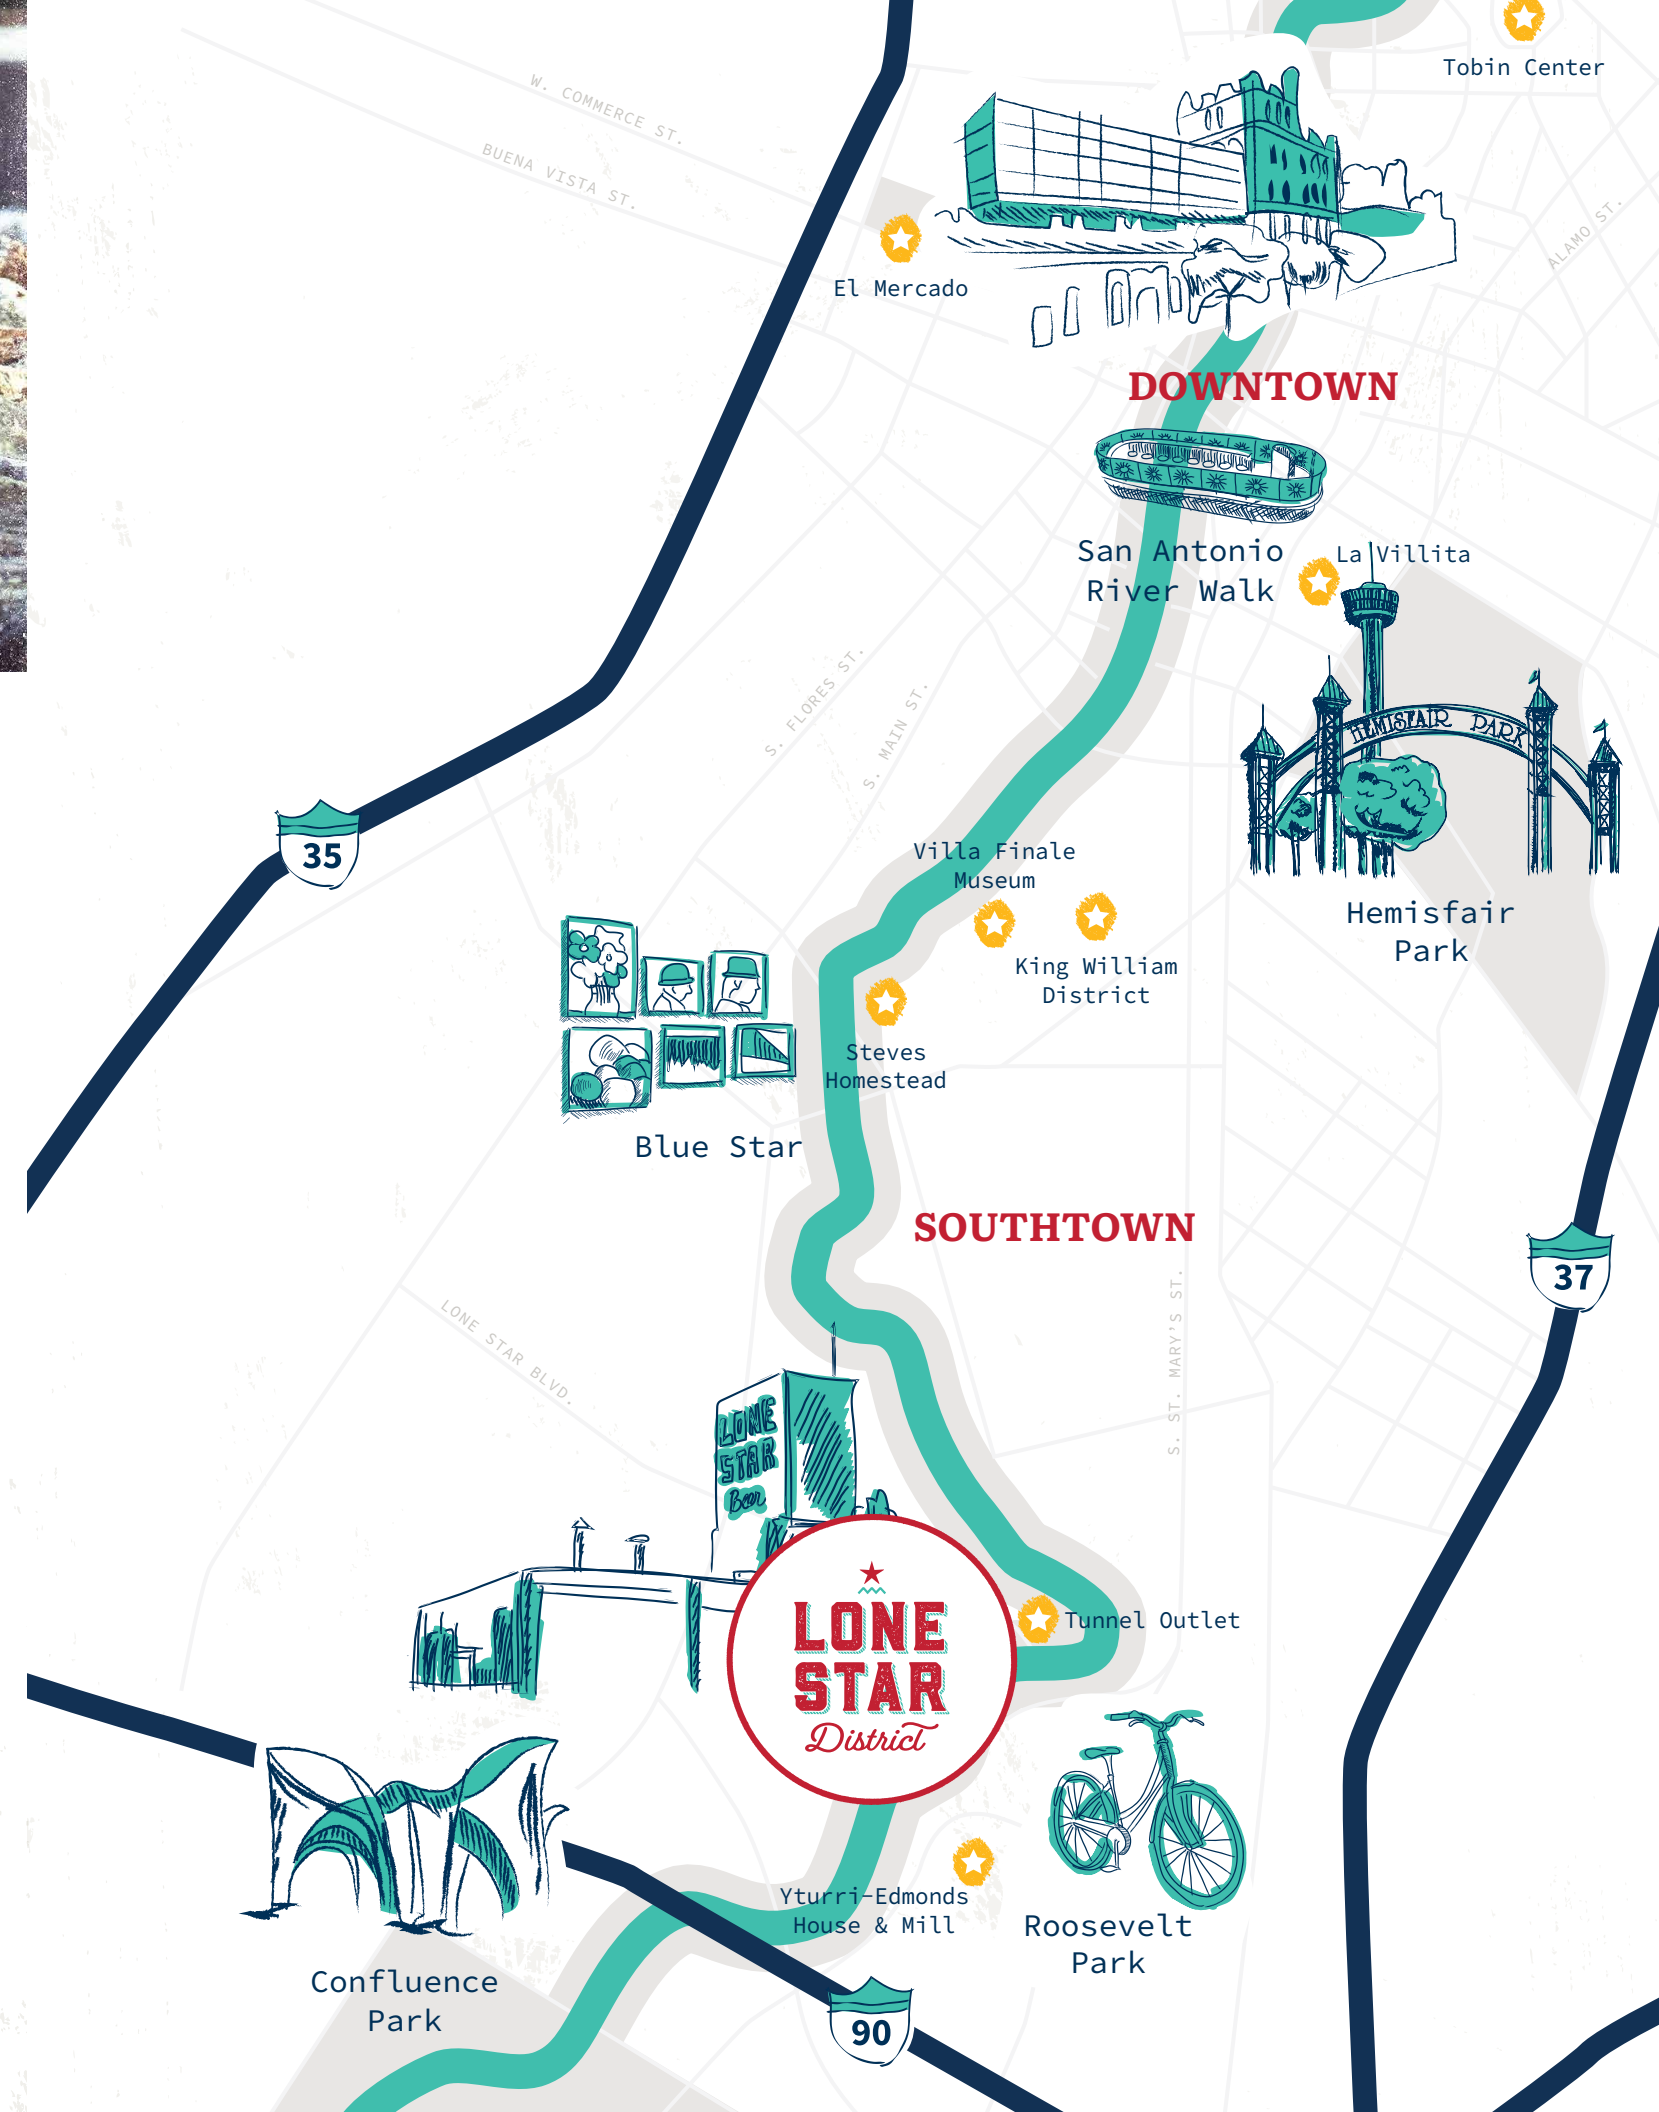 Tobin Center
W. COMMERCE ST.
BUENA VISTA ST.
ALAMO ST.
El Mercado
DOWNTOWN
San Antonio
River Walk
La Villita
S. FLORES ST.
S. MAIN ST.
HEMISFAIR PARK
35
Villa Finale
Museum
Hemisfair
Park
King William
District
Steves
Homestead
Blue Star
SOUTHTOWN
37
LONE STAR BLVD.
S. ST. MARY'S ST.
LONE
STAR
Beer
LONE
STAR
District
Tunnel Outlet
Yturri-Edmonds
House & Mill
Roosevelt
Park
Confluence
Park
90